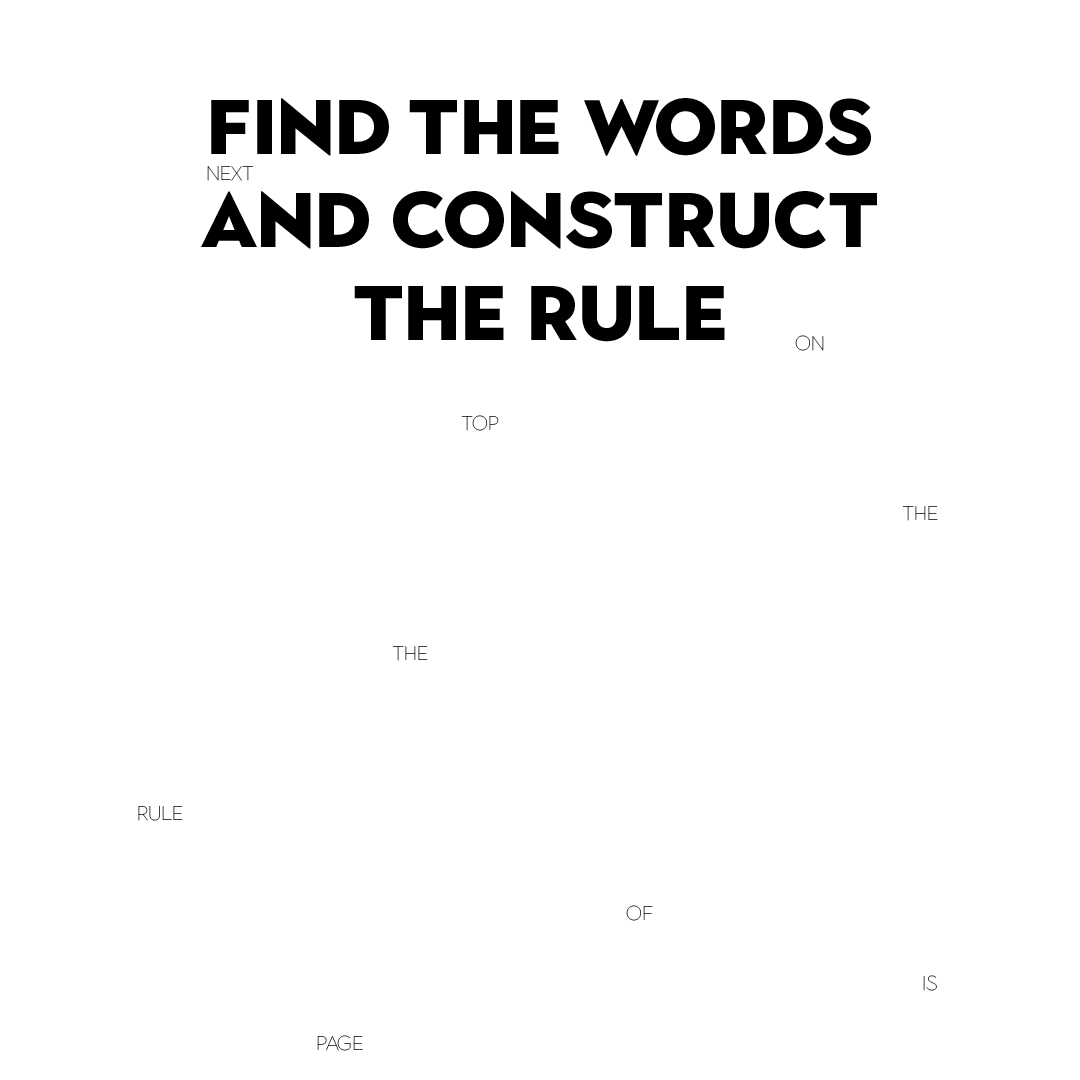 FIND THE WORDS
NEXT
AND CONSTRUCT
THE RULE
ON
TOP
THE
THE
RULE
OF
IS
PAGE